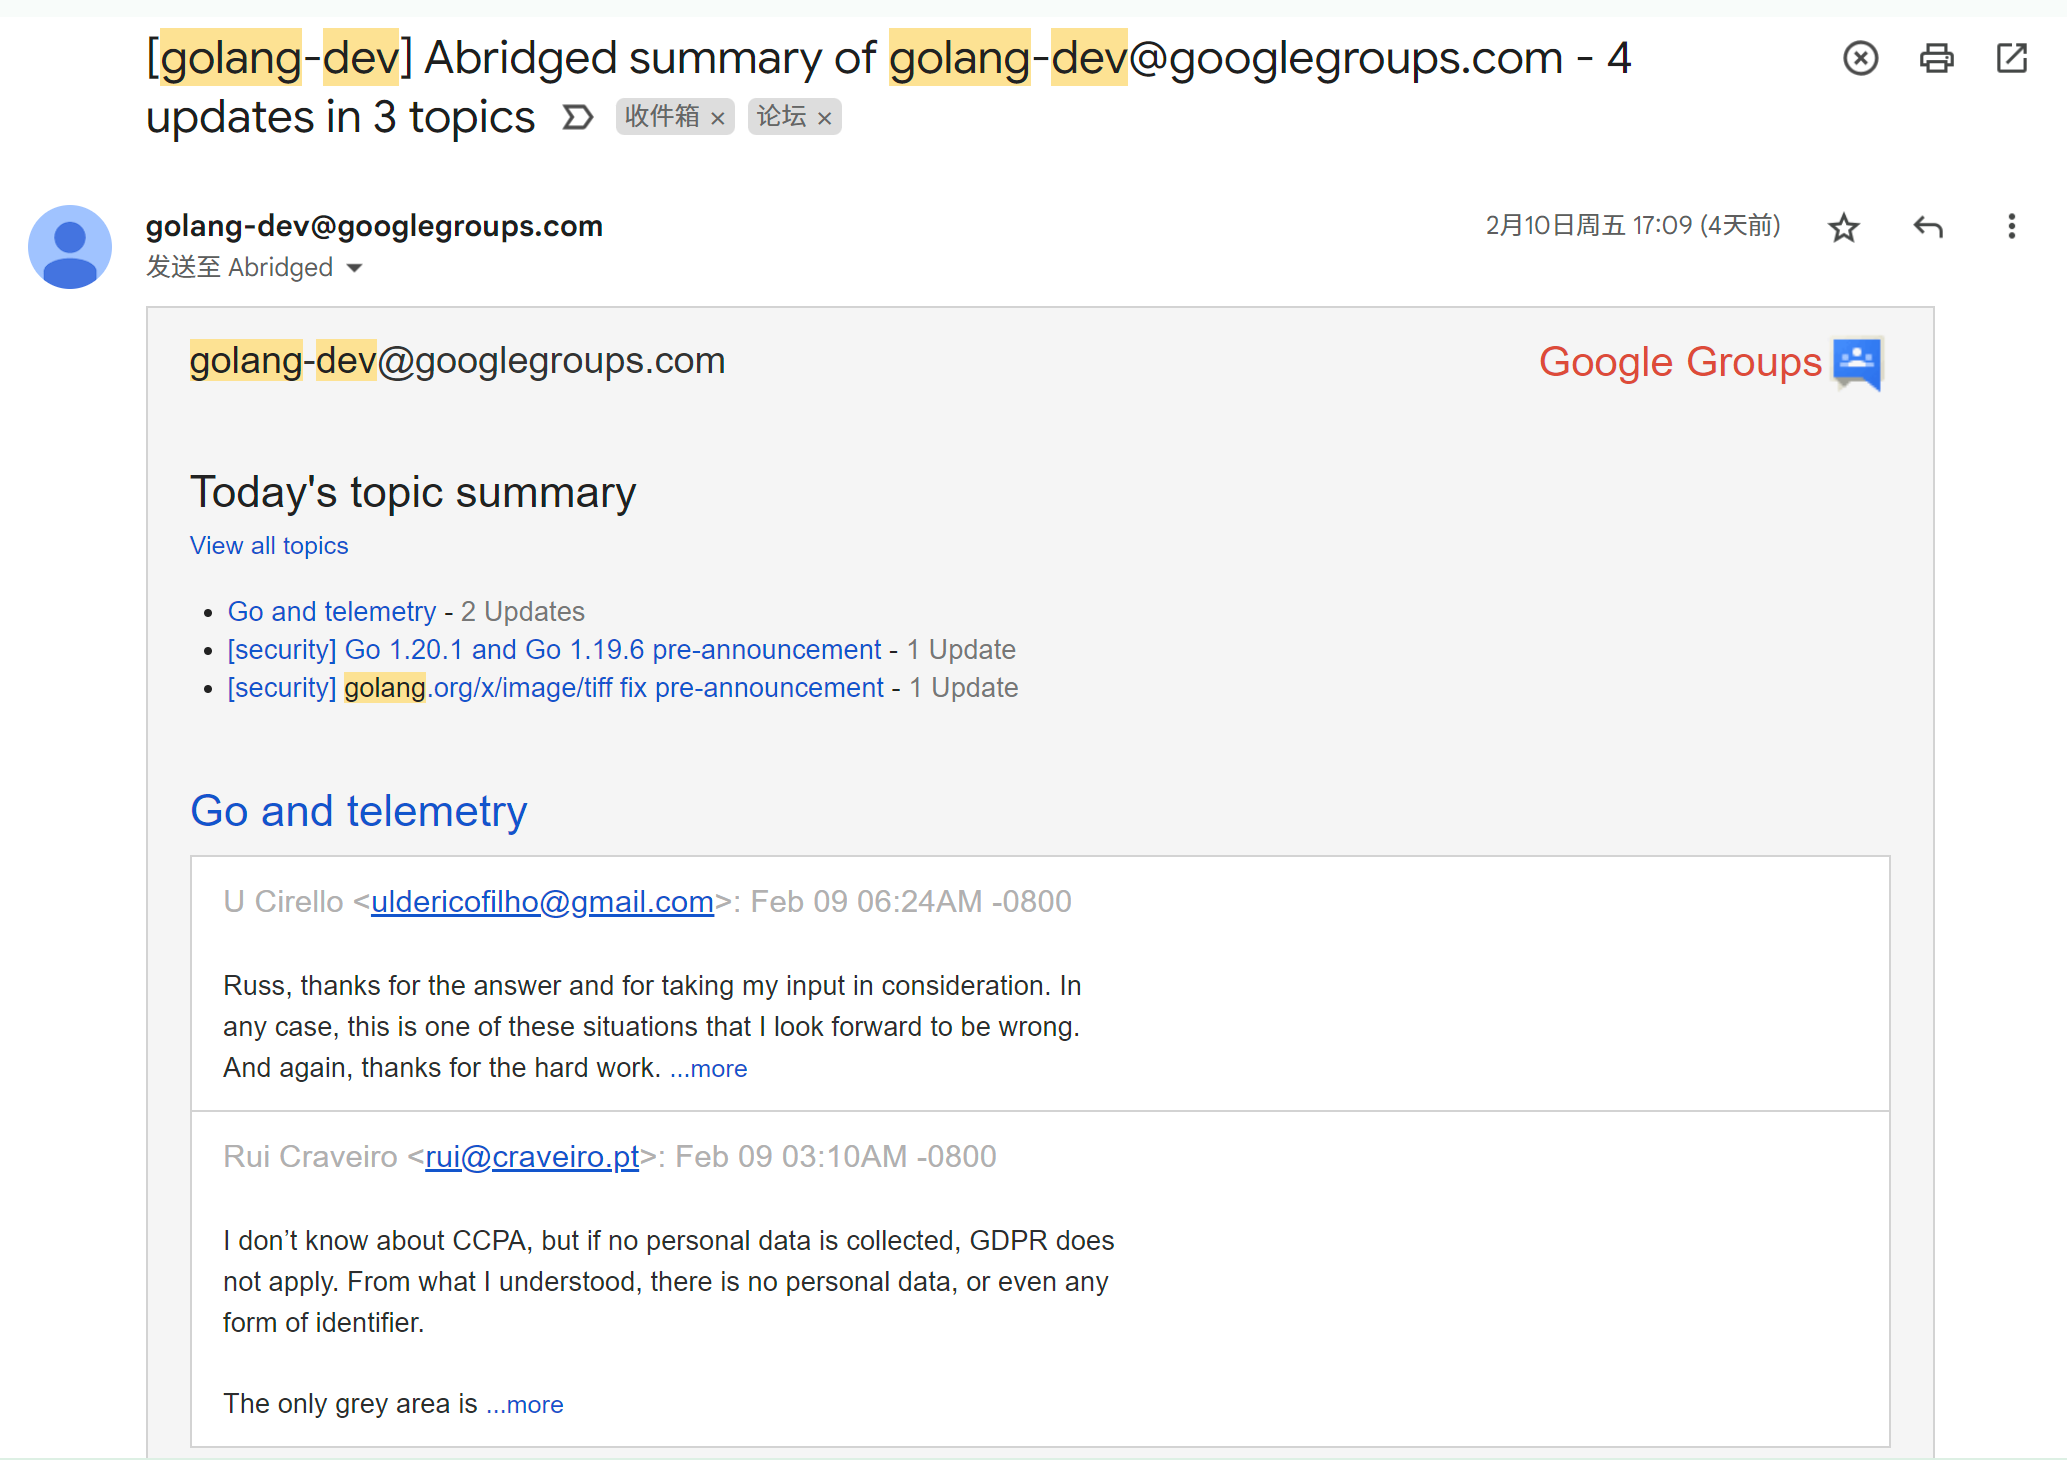 [golang-dev] Abridged summary of golang-dev@googlegroups.com - 4
updates in 3 topics 收件箱 × 论坛 ×
golang-dev@googlegroups.com
2月10日周五 17:09 (4天前)
发送至 Abridged
golang-dev@googlegroups.com
Google Groups
Today's topic summary
View all topics
• Go and telemetry - 2 Updates
• [security] Go 1.20.1 and Go 1.19.6 pre-announcement - 1 Update
• [security] golang.org/x/image/tiff fix pre-announcement - 1 Update
Go and telemetry
U Cirello <uldericofilho@gmail.com>: Feb 09 06:24AM -0800
Russ, thanks for the answer and for taking my input in consideration. In
any case, this is one of these situations that I look forward to be wrong.
And again, thanks for the hard work. ...more
Rui Craveiro <rui@craveiro.pt>: Feb 09 03:10AM -0800
I don’t know about CCPA, but if no personal data is collected, GDPR does
not apply. From what I understood, there is no personal data, or even any
form of identifier.
The only grey area is ...more